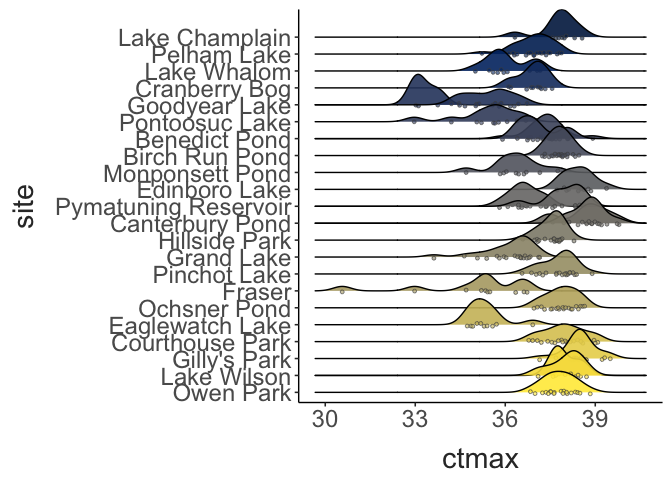 Lake Champlain
Pelham Lake
Lake Whalom
Cranberry Bog
Goodyear Lake
Pontoosuc Lake
Benedict Pond
Birch Run Pond
Monponsett Pond
Edinboro Lake
Pymatuning Reservoir
Canterbury Pond
Hillside Park
Grand Lake
Pinchot Lake
Fraser
Ochsner Pond
Eaglewatch Lake
Courthouse Park
Gilly's Park
Lake Wilson
Owen Park
site
30 33 36 39
ctmax